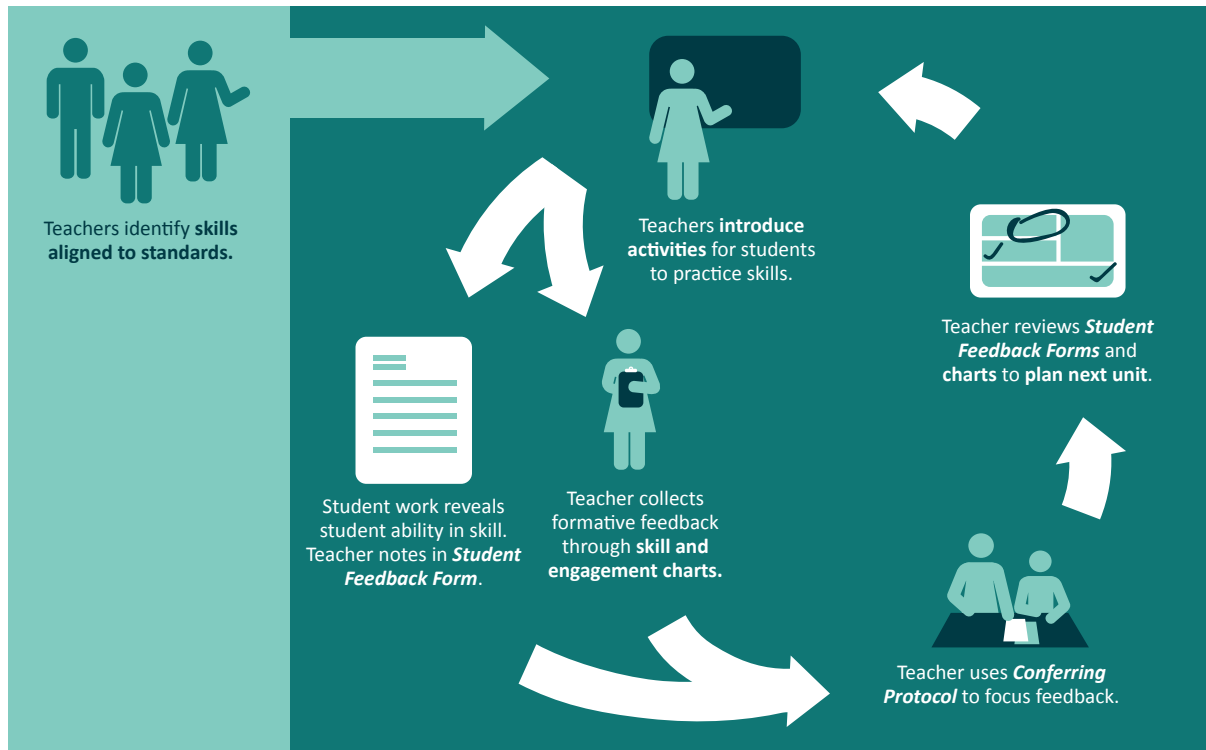 Teachers identify skills
aligned to standards.
Teachers introduce
activities for students
to practice skills.
Student work reveals
student ability in skill.
Teacher notes in Student
Feedback Form.
Teacher collects
formative feedback
through skill and
engagement charts.
Teacher uses Conferring
Protocol to focus feedback.
Teacher reviews Student
Feedback Forms and
charts to plan next unit.